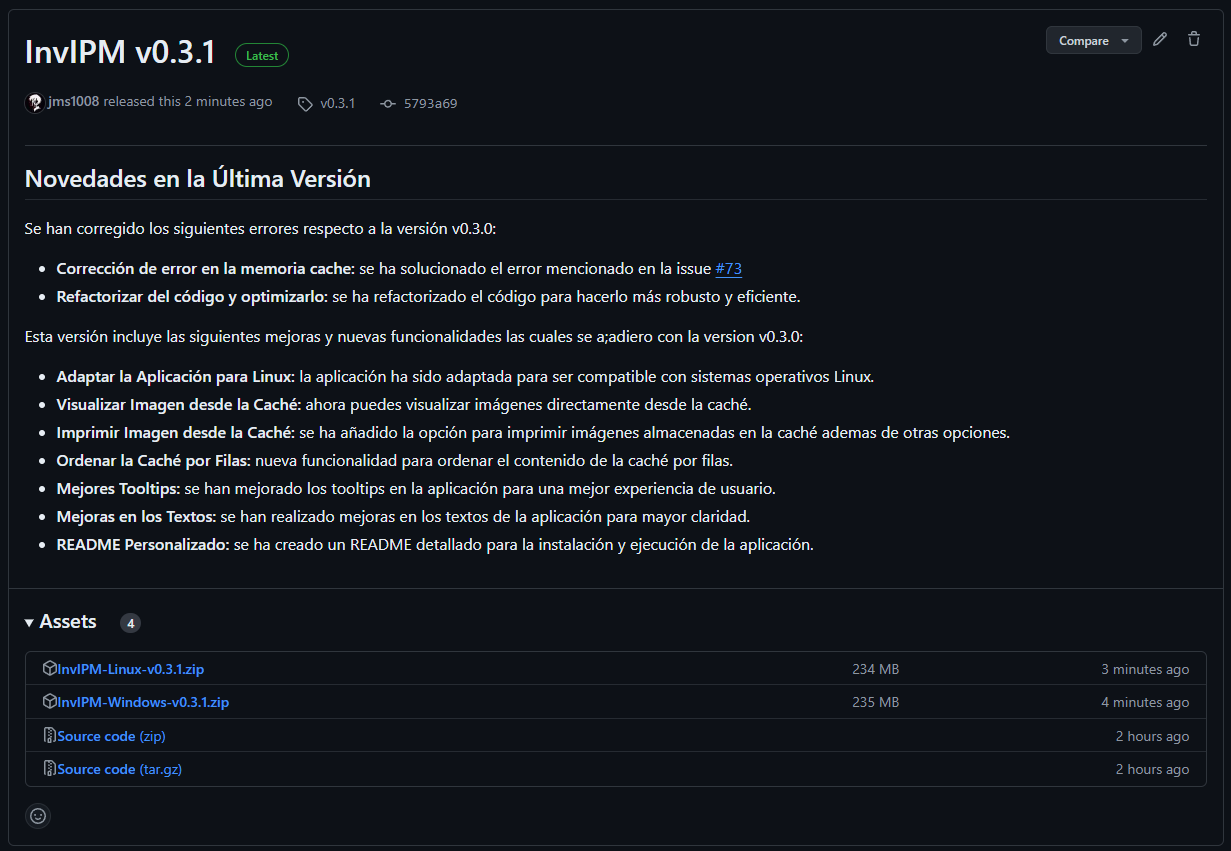 InvIPM v0.3.1 Latest Compare
jms1008 released this 2 minutes ago v0.3.1 5793a69
Novedades en la Última Versión
Se han corregido los siguientes errores respecto a la versión v0.3.0:
• Corrección de error en la memoria cache: se ha solucionado el error mencionado en la issue #73
• Refactorizar del código y optimizarlo: se ha refactorizado el código para hacerlo más robusto y eficiente.
Esta versión incluye las siguientes mejoras y nuevas funcionalidades las cuales se a;adiero con la version v0.3.0:
• Adaptar la Aplicación para Linux: la aplicación ha sido adaptada para ser compatible con sistemas operativos Linux.
• Visualizar Imagen desde la Caché: ahora puedes visualizar imágenes directamente desde la caché.
• Imprimir Imagen desde la Caché: se ha añadido la opción para imprimir imágenes almacenadas en la caché ademas de otras opciones.
• Ordenar la Caché por Filas: nueva funcionalidad para ordenar el contenido de la caché por filas.
• Mejores Tooltips: se han mejorado los tooltips en la aplicación para una mejor experiencia de usuario.
• Mejoras en los Textos: se han realizado mejoras en los textos de la aplicación para mayor claridad.
• README Personalizado: se ha creado un README detallado para la instalación y ejecución de la aplicación.
Assets 4
InvIPM-Linux-v0.3.1.zip 234 MB 3 minutes ago
InvIPM-Windows-v0.3.1.zip 235 MB 4 minutes ago
Source code (zip) 2 hours ago
Source code (tar.gz) 2 hours ago